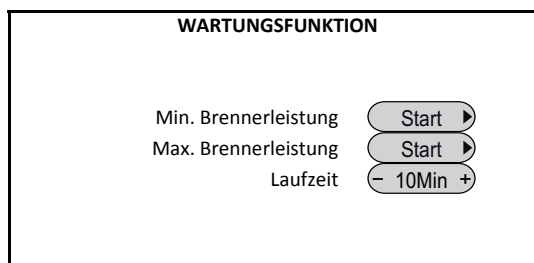 WARTUNGSFUNKTION
Min. Brennerleistung Start
Max. Brennerleistung Start
Laufzeit − 10Min +